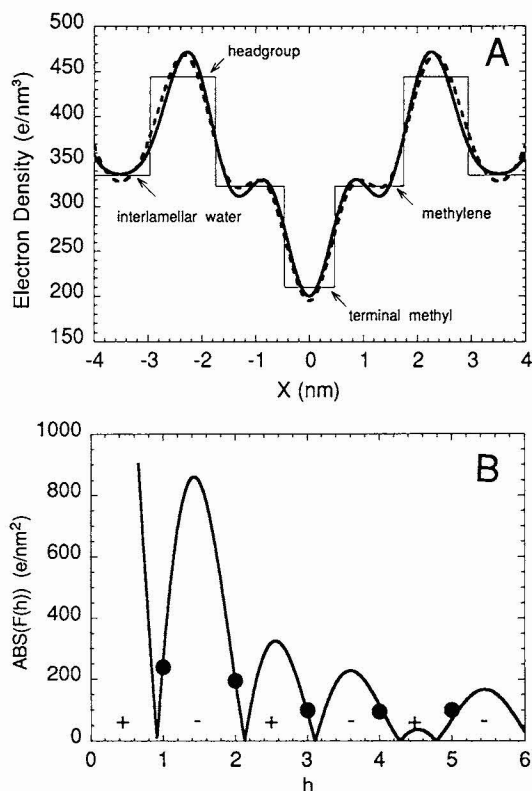 A
Electron Density (e/nm³)
500
450
400
350
300
250
200
150
headgroup
interlamellar water
methylene
terminal methyl
-4 -3 -2 -1 0 1 2 3 4
X (nm)
B
ABS(F(h)) (e/nm²)
1000
800
600
400
200
0
+ - + - + -
0 1 2 3 4 5 6
h